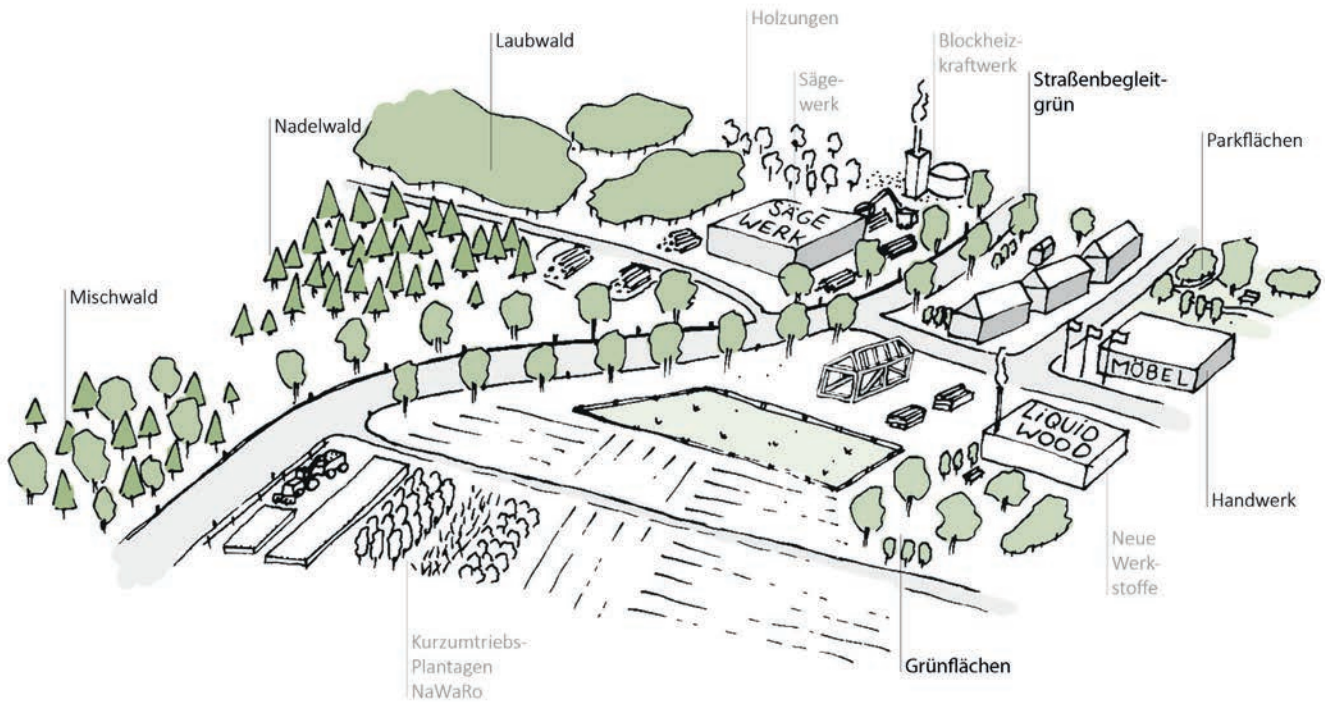 Holzungen
Laubwald
Blockheiz-
kraftwerk
Säge-
werk
Straßenbegleit-
grün
Nadelwald
Parkflächen
SÄGE
WERK
Mischwald
MÖBEL
LIQUID
WOOD
Handwerk
Neue
Werk-
stoffe
Kurzumtriebs-
Plantagen
NaWaRo
Grünflächen